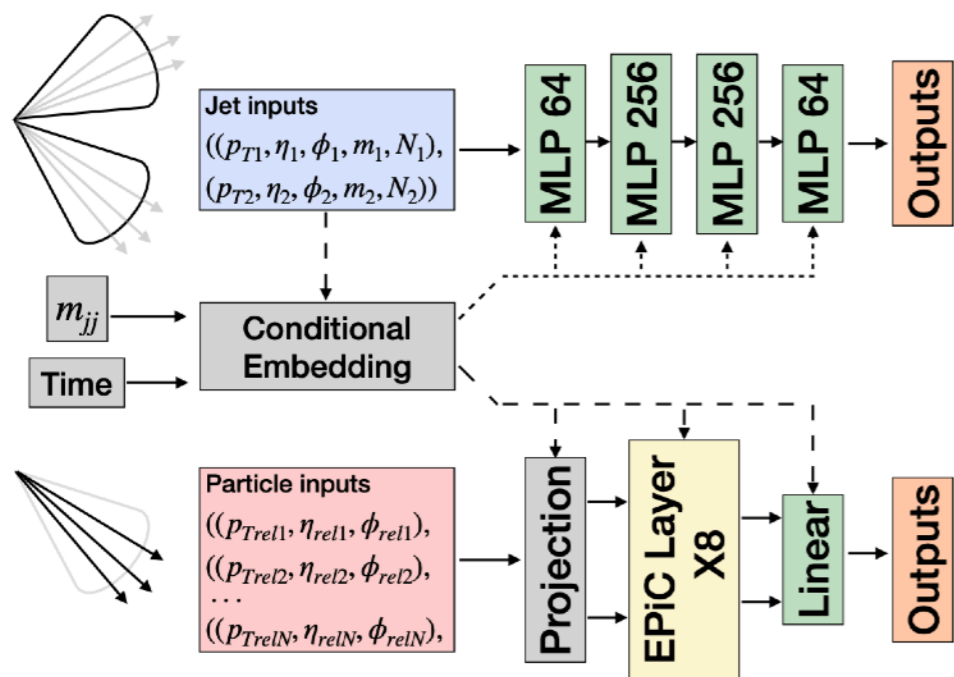 Jet inputs
((p_{T1}, η_1, ϕ_1, m_1, N_1),
(p_{T2}, η_2, ϕ_2, m_2, N_2))
MLP 64
MLP 256
MLP 256
MLP 64
Outputs
m_{jj}
Time
Conditional
Embedding
Particle inputs
((p_{Trel1}, η_{rel1}, ϕ_{rel1}),
((p_{Trel2}, η_{rel2}, ϕ_{rel2}),
...
((p_{TrelN}, η_{relN}, ϕ_{relN}),
Projection
EPiC Layer
X8
Linear
Outputs